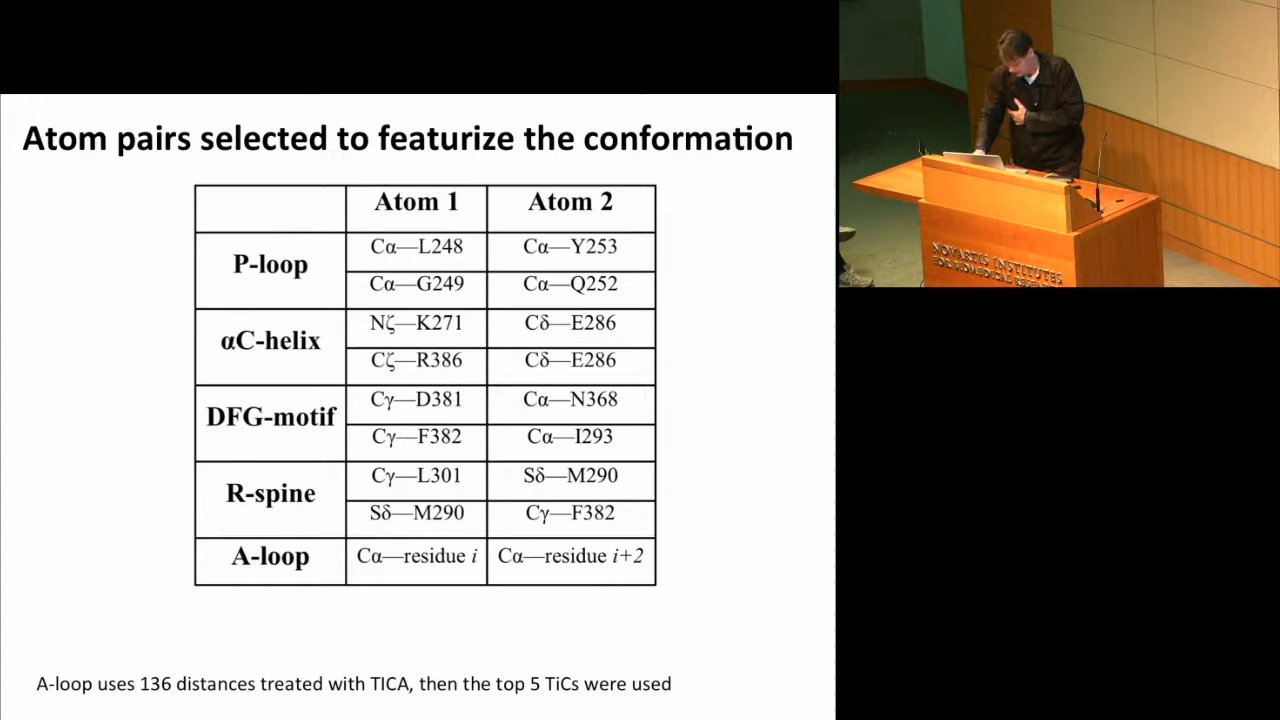 Atom pairs selected to featurize the conformation
Atom 1 Atom 2
P-loop
Cα—L248 Cα—Y253
Cα—G249 Cα—Q252
αC-helix
Nζ—K271 Cδ—E286
Cζ—R386 Cδ—E286
DFG-motif
Cγ—D381 Cα—N368
Cγ—F382 Cα—I293
R-spine
Cγ—L301 Sδ—M290
Sδ—M290 Cγ—F382
A-loop Cα—residue i Cα—residue i+2
A-loop uses 136 distances treated with TICA, then the top 5 TiCs were used
NOVARTIS INSTITUTES
FOR BIOMEDICAL